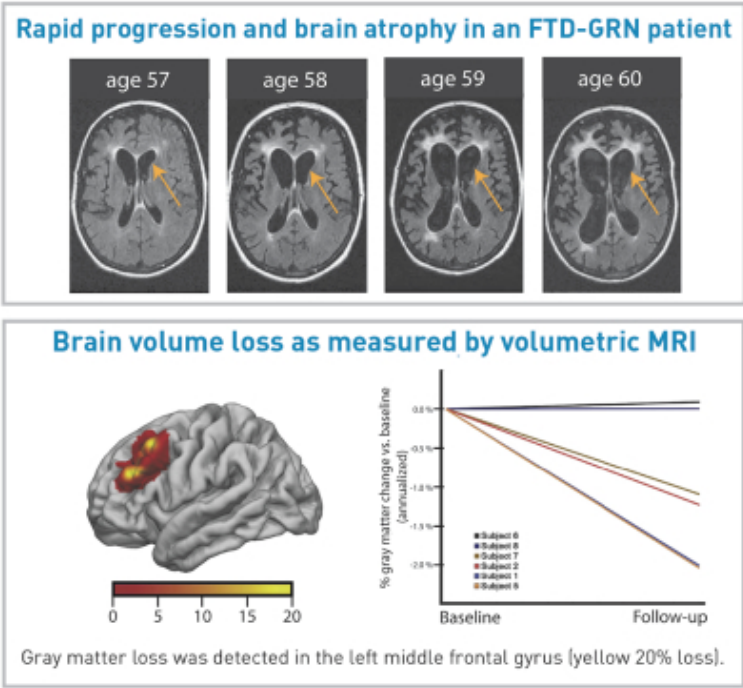 Rapid progression and brain atrophy in an FTD-GRN patient
age 57
age 58
age 59
age 60
Brain volume loss as measured by volumetric MRI
% gray matter change vs. baseline
(annualized)
0.0 %
-0.5 %
-1.0 %
-1.5 %
-2.0 %
Subject 6
Subject 8
Subject 7
Subject 2
Subject 1
Subject 5
Baseline
Follow-up
0 5 10 15 20
Gray matter loss was detected in the left middle frontal gyrus (yellow 20% loss).